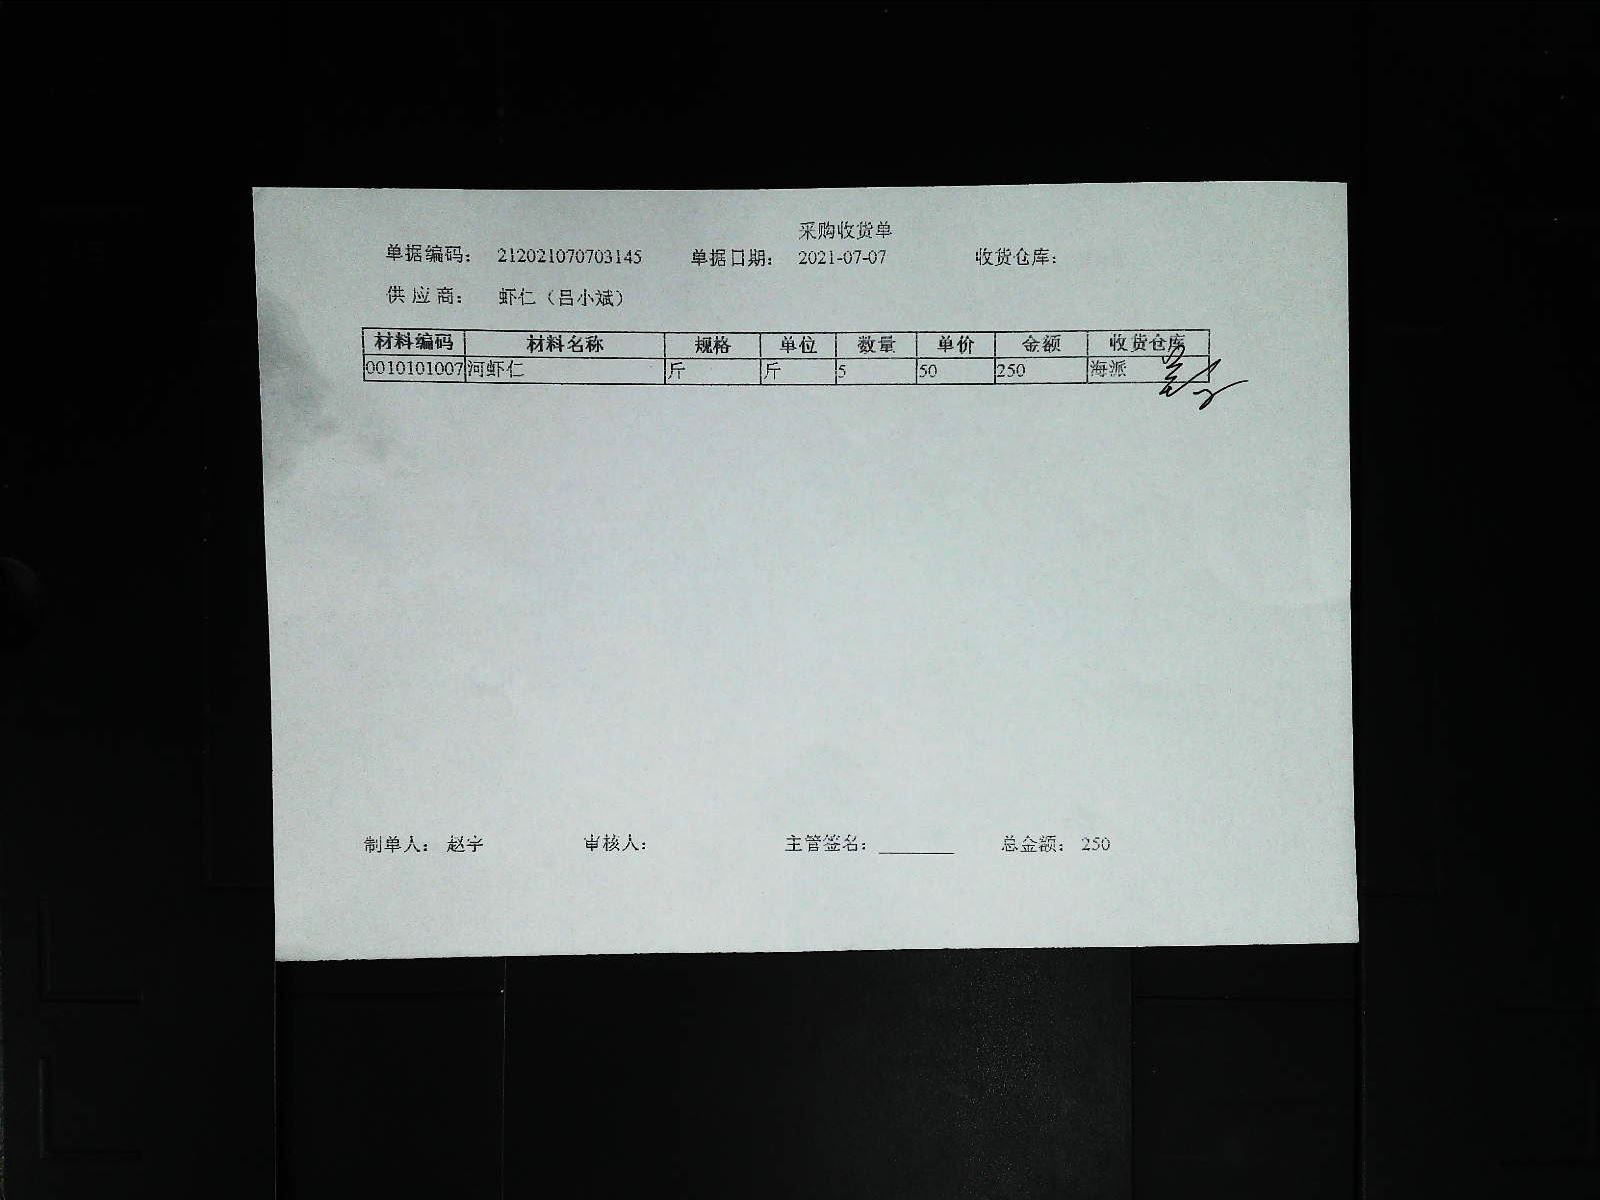 采购收货单
单据编码： 212021070703145 单据日期： 2021-07-07 收货仓库：
供 应 商： 虾仁（吕小斌）
材料编码 材料名称 规格 单位 数量 单价 金额 收货仓库
0010101007 河虾仁 斤 斤 5 50 250 海派
制单人： 赵宇 审核人： 主管签名： 总金额： 250